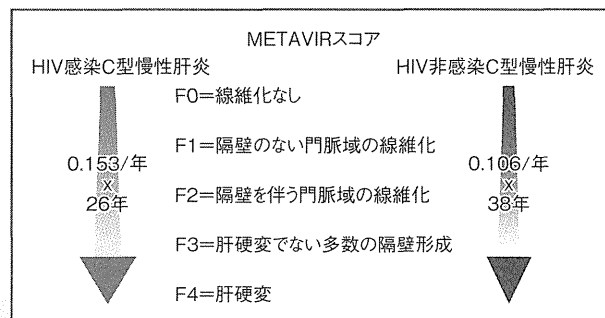 METAVIRスコア
HIV感染C型慢性肝炎
HIV非感染C型慢性肝炎
F0=線維化なし
F1=隔壁のない門脈域の線維化
0.153/年
x
26年
0.106/年
x
38年
F2=隔壁を伴う門脈域の線維化
F3=肝硬変でない多数の隔壁形成
F4=肝硬変